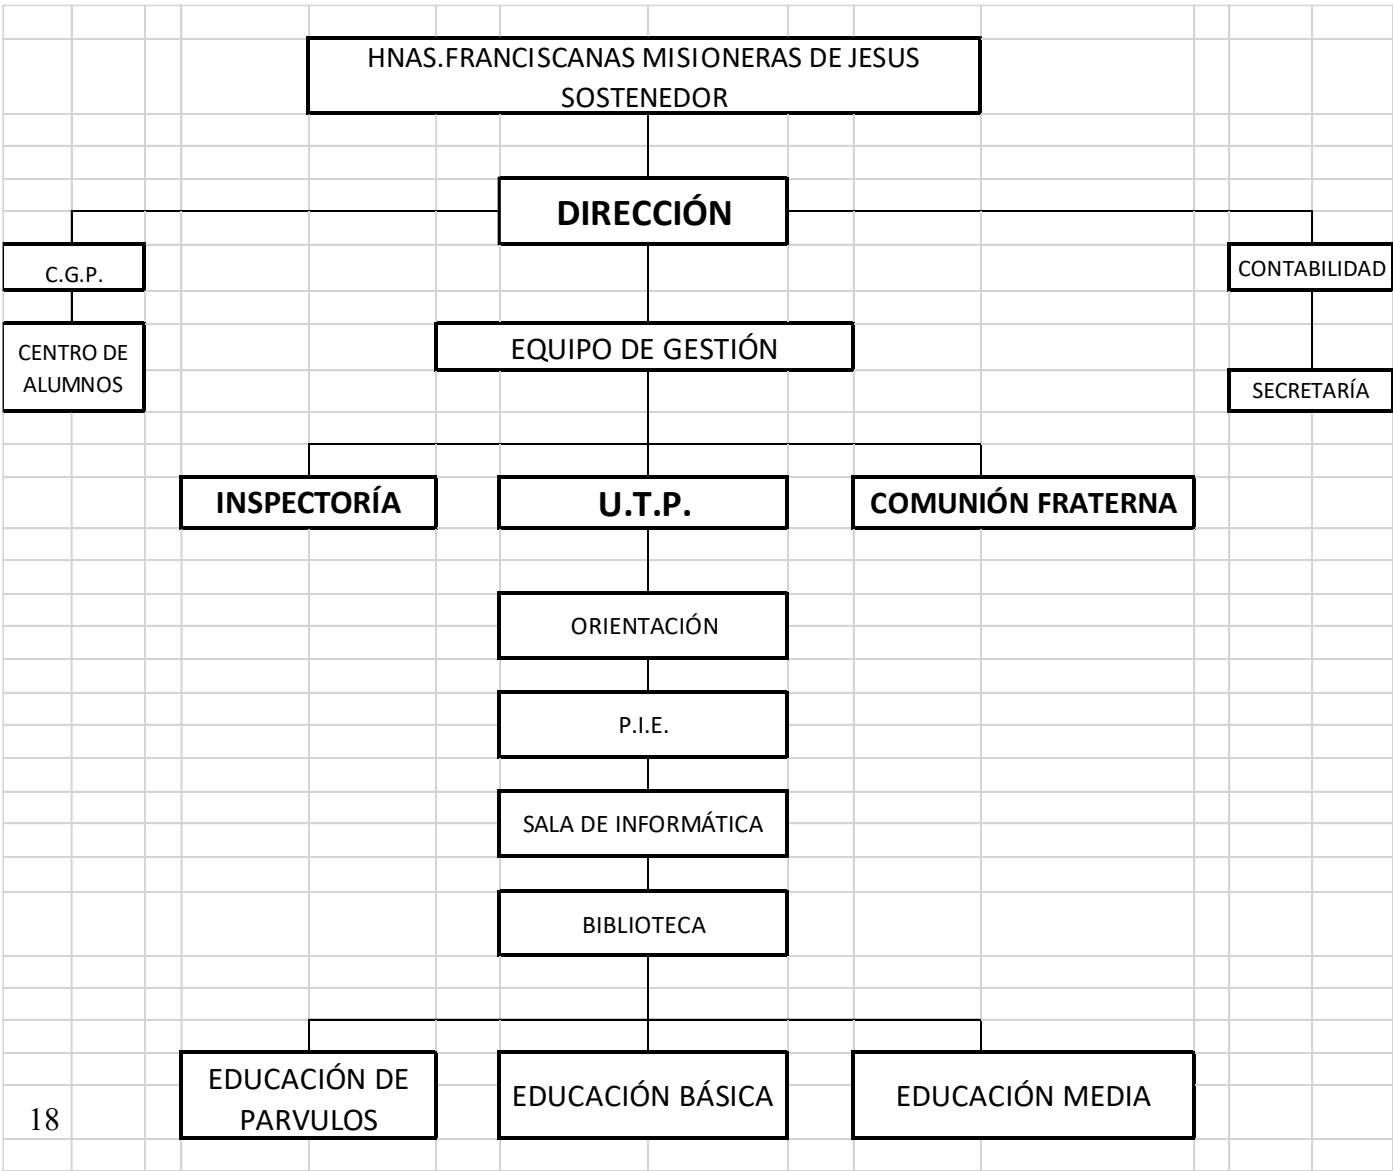 HNAS.FRANCISCANAS MISIONERAS DE JESUS
SOSTENEDOR
DIRECCIÓN
C.G.P.
CONTABILIDAD
CENTRO DE
ALUMNOS
EQUIPO DE GESTIÓN
SECRETARÍA
INSPECTORÍA
U.T.P.
COMUNIÓN FRATERNA
ORIENTACIÓN
P.I.E.
SALA DE INFORMÁTICA
BIBLIOTECA
EDUCACIÓN DE
PARVULOS
EDUCACIÓN BÁSICA
EDUCACIÓN MEDIA
18